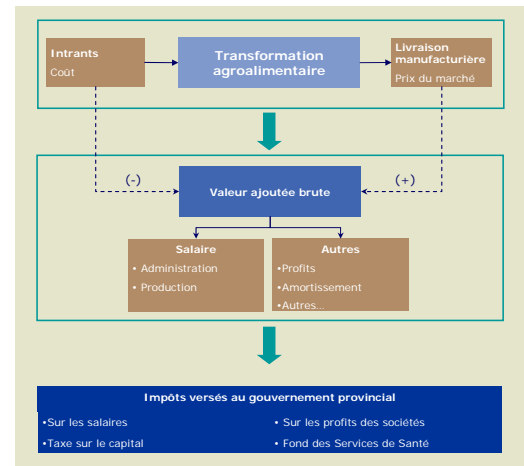 Intrants
Coût
Transformation
agroalimentaire
Livraison
manufacturière
Prix du marché
(-)
(+)
Valeur ajoutée brute
Salaire
• Administration
• Production
Autres
•Profits
•Amortissement
•Autres...
Impôts versés au gouvernement provincial
•Sur les salaires
•Taxe sur le capital
• Sur les profits des sociétés
• Fond des Services de Santé